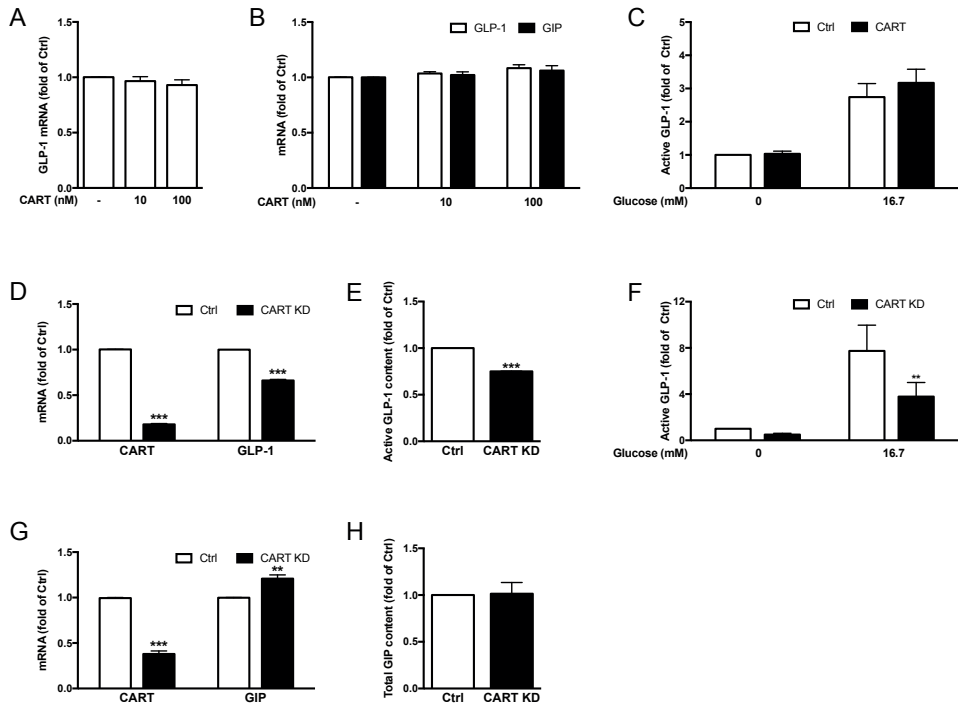 A
GLP-1 mRNA (fold of Ctrl)
1.5
1.0
0.5
0.0
CART (nM)
-
10
100
B
mRNA (fold of Ctrl)
1.5
1.0
0.5
0.0
GLP-1
GIP
CART (nM)
-
10
100
C
Active GLP-1 (fold of Ctrl)
5
4
3
2
1
0
Ctrl
CART
Glucose (mM)
0
16.7
D
mRNA (fold of Ctrl)
1.5
1.0
0.5
0.0
Ctrl
CART KD
***
***
CART
GLP-1
E
Active GLP-1 content (fold of Ctrl)
1.5
1.0
0.5
0.0
***
Ctrl
CART KD
F
Active GLP-1 (fold of Ctrl)
12
8
4
0
Ctrl
CART KD
**
Glucose (mM)
0
16.7
G
mRNA (fold of Ctrl)
1.5
1.0
0.5
0.0
Ctrl
CART KD
***
**
CART
GIP
H
Total GIP content (fold of Ctrl)
1.5
1.0
0.5
0.0
Ctrl
CART KD